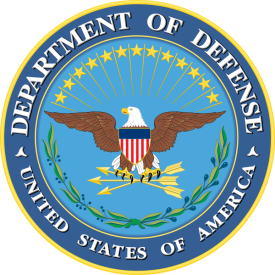 DEPARTMENT OF DEFENSE
UNITED STATES OF AMERICA